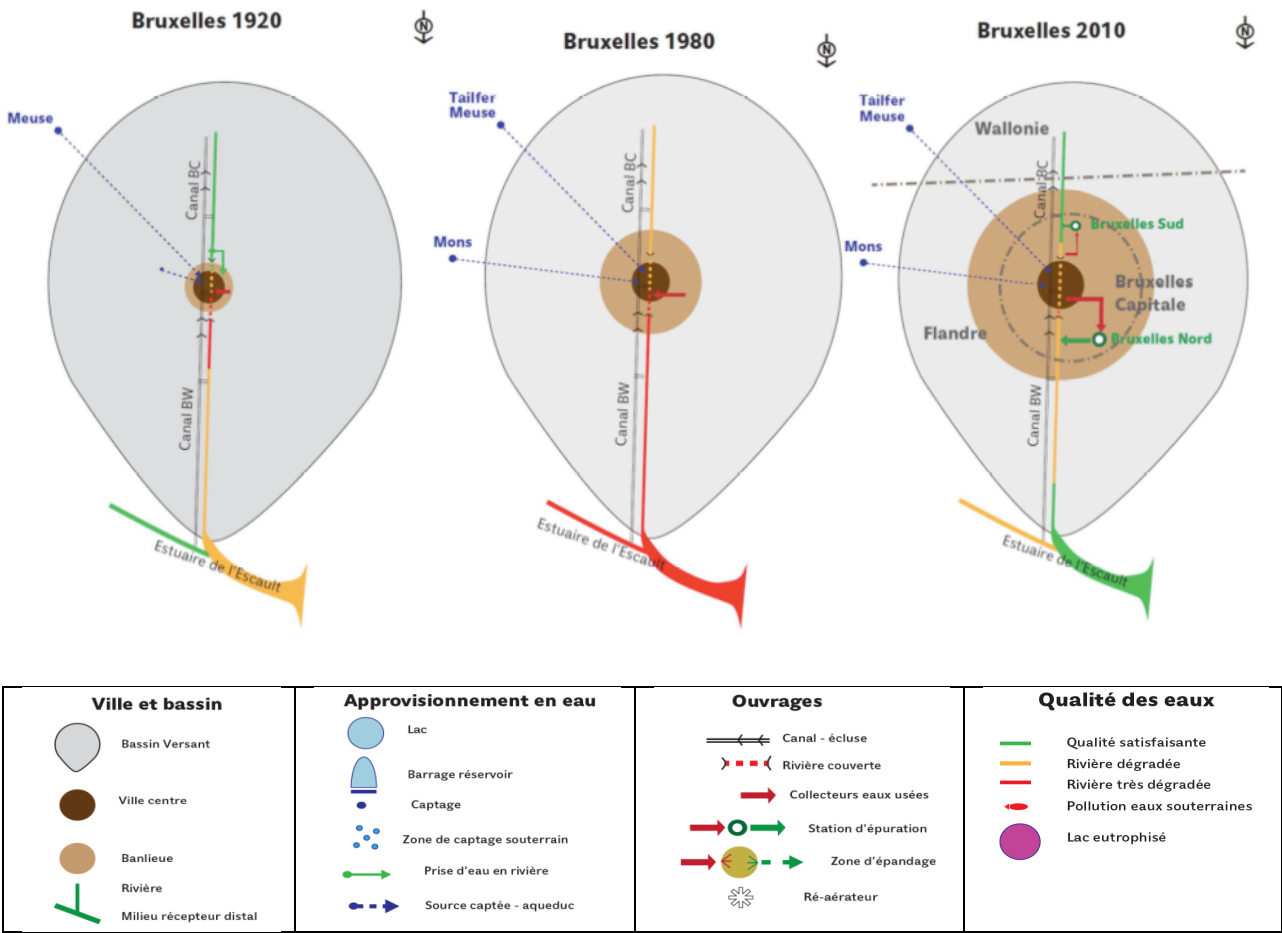 Bruxelles 1920
N
Meuse
Canal BC
Canal BW
Estuaire de l'Escault
Bruxelles 1980
N
Tailfer
Meuse
Canal BC
Mons
Canal BW
Estuaire de l'Escault
Bruxelles 2010
N
Tailfer
Meuse
Wallonie
Canal BC
Bruxelles Sud
Mons
Bruxelles
Capitale
Flandre
Bruxelles Nord
Canal BW
Estuaire de l'Escault
Ville et bassin
Bassin Versant
Ville centre
Banlieue
Rivière
Milieu récepteur distal
Approvisionnement en eau
Lac
Barrage réservoir
Captage
Zone de captage souterrain
Prise d'eau en rivière
Source captée - aqueduc
Ouvrages
Canal - écluse
Rivière couverte
Collecteurs eaux usées
Station d'épuration
Zone d'épandage
Ré-aérateur
Qualité des eaux
Qualité satisfaisante
Rivière dégradée
Rivière très dégradée
Pollution eaux souterraines
Lac eutrophisé